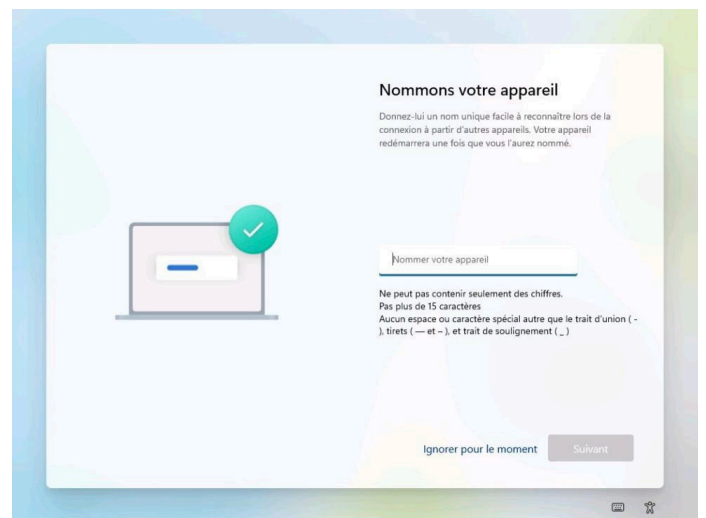 Nommons votre appareil
Donnez-lui un nom unique facile à reconnaître lors de la
connexion à partir d'autres appareils. Votre appareil
redémarrera une fois que vous l'aurez nommé.
Nommer votre appareil
Ne peut pas contenir seulement des chiffres.
Pas plus de 15 caractères
Aucun espace ou caractère spécial autre que le trait d'union ( -
), tirets ( — et – ), et trait de soulignement ( _ )
Ignorer pour le moment
Suivant